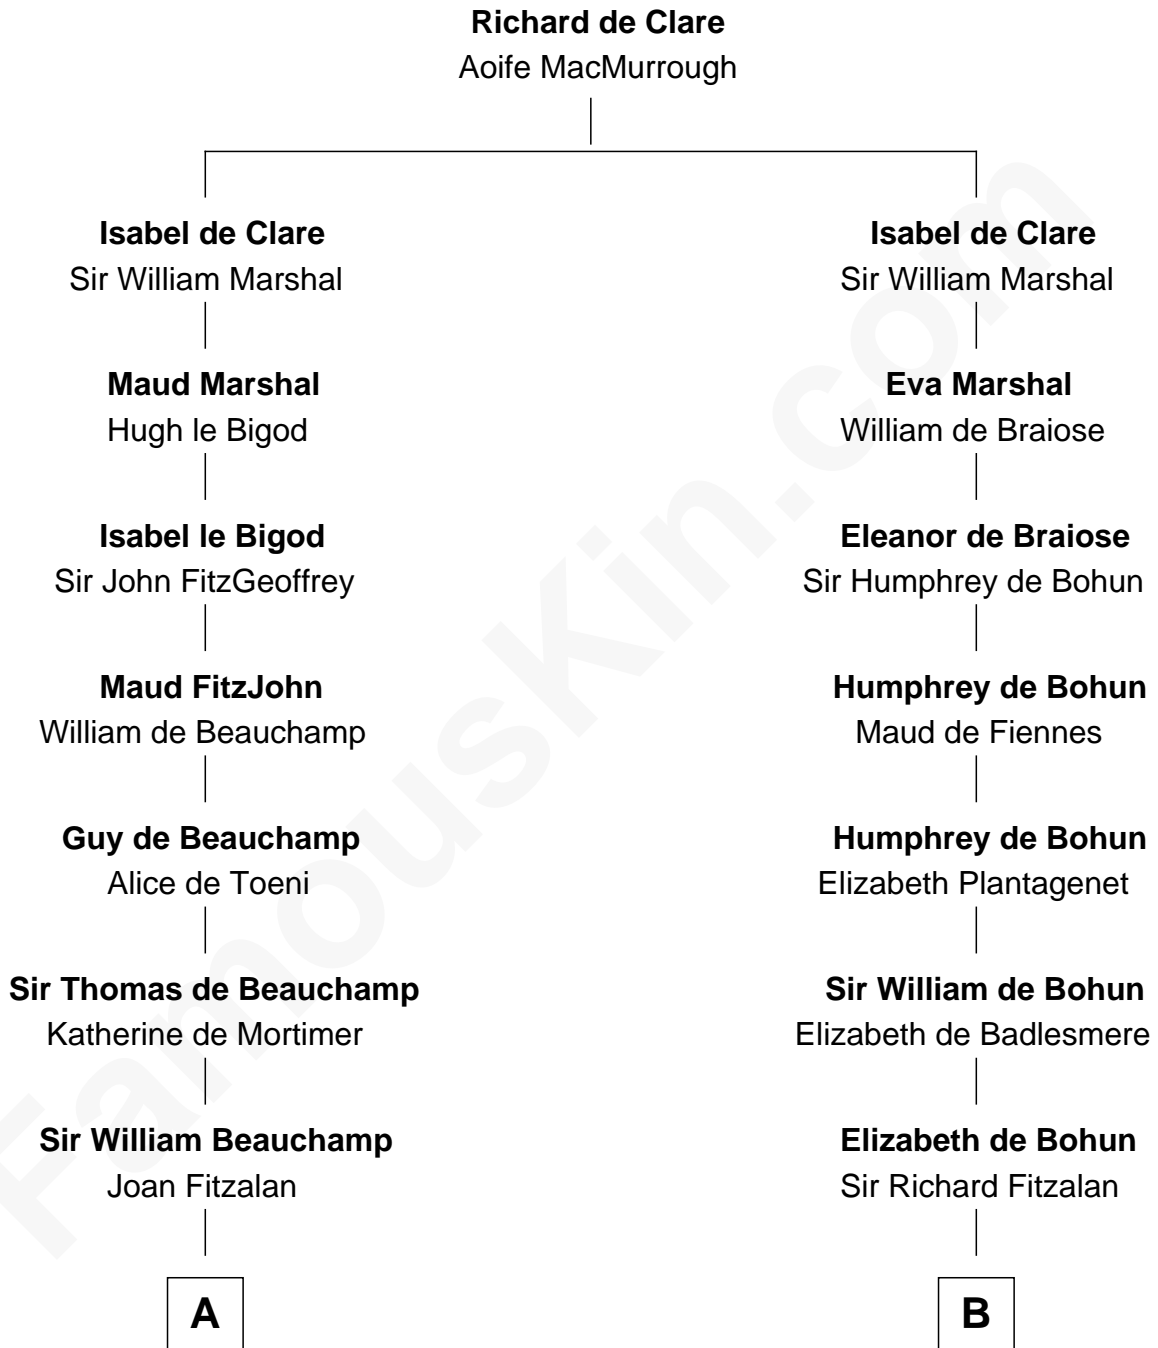 Richard de Clare
Aoife MacMurrough
Isabel de Clare
Sir William Marshal
Isabel de Clare
Sir William Marshal
Maud Marshal
Hugh le Bigod
Eva Marshal
William de Braiose
Isabel le Bigod
Sir John FitzGeoffrey
Eleanor de Braiose
Sir Humphrey de Bohun
Maud FitzJohn
William de Beauchamp
Humphrey de Bohun
Maud de Fiennes
Guy de Beauchamp
Alice de Toeni
Humphrey de Bohun
Elizabeth Plantagenet
Sir Thomas de Beauchamp
Katherine de Mortimer
Sir William de Bohun
Elizabeth de Badlesmere
Sir William Beauchamp
Joan Fitzalan
Elizabeth de Bohun
Sir Richard Fitzalan
A
B
FamousKin.com